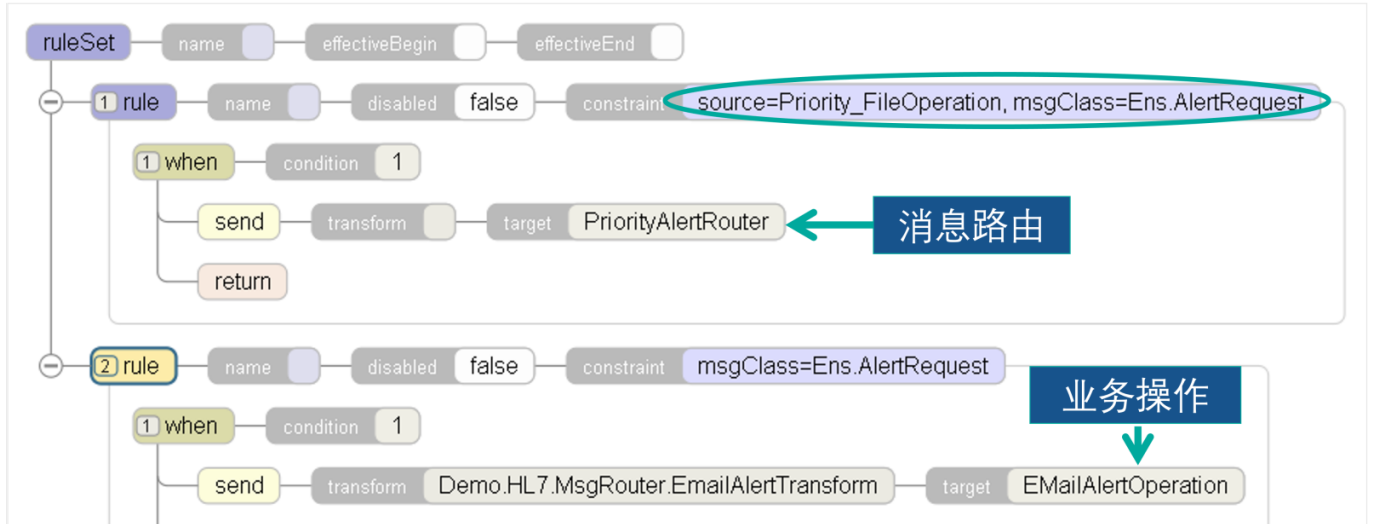 ruleSet name effectiveBegin effectiveEnd
1 rule name disabled false constraint source=Priority_FileOperation, msgClass=Ens.AlertRequest
1 when condition 1
send transform target PriorityAlertRouter 消息路由
return
2 rule name disabled false constraint msgClass=Ens.AlertRequest
业务操作
1 when condition 1
send transform Demo.HL7.MsgRouter.EmailAlertTransform target EMailAlertOperation